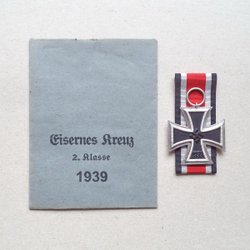 Eisernes Kreuz
2. Klasse
1939